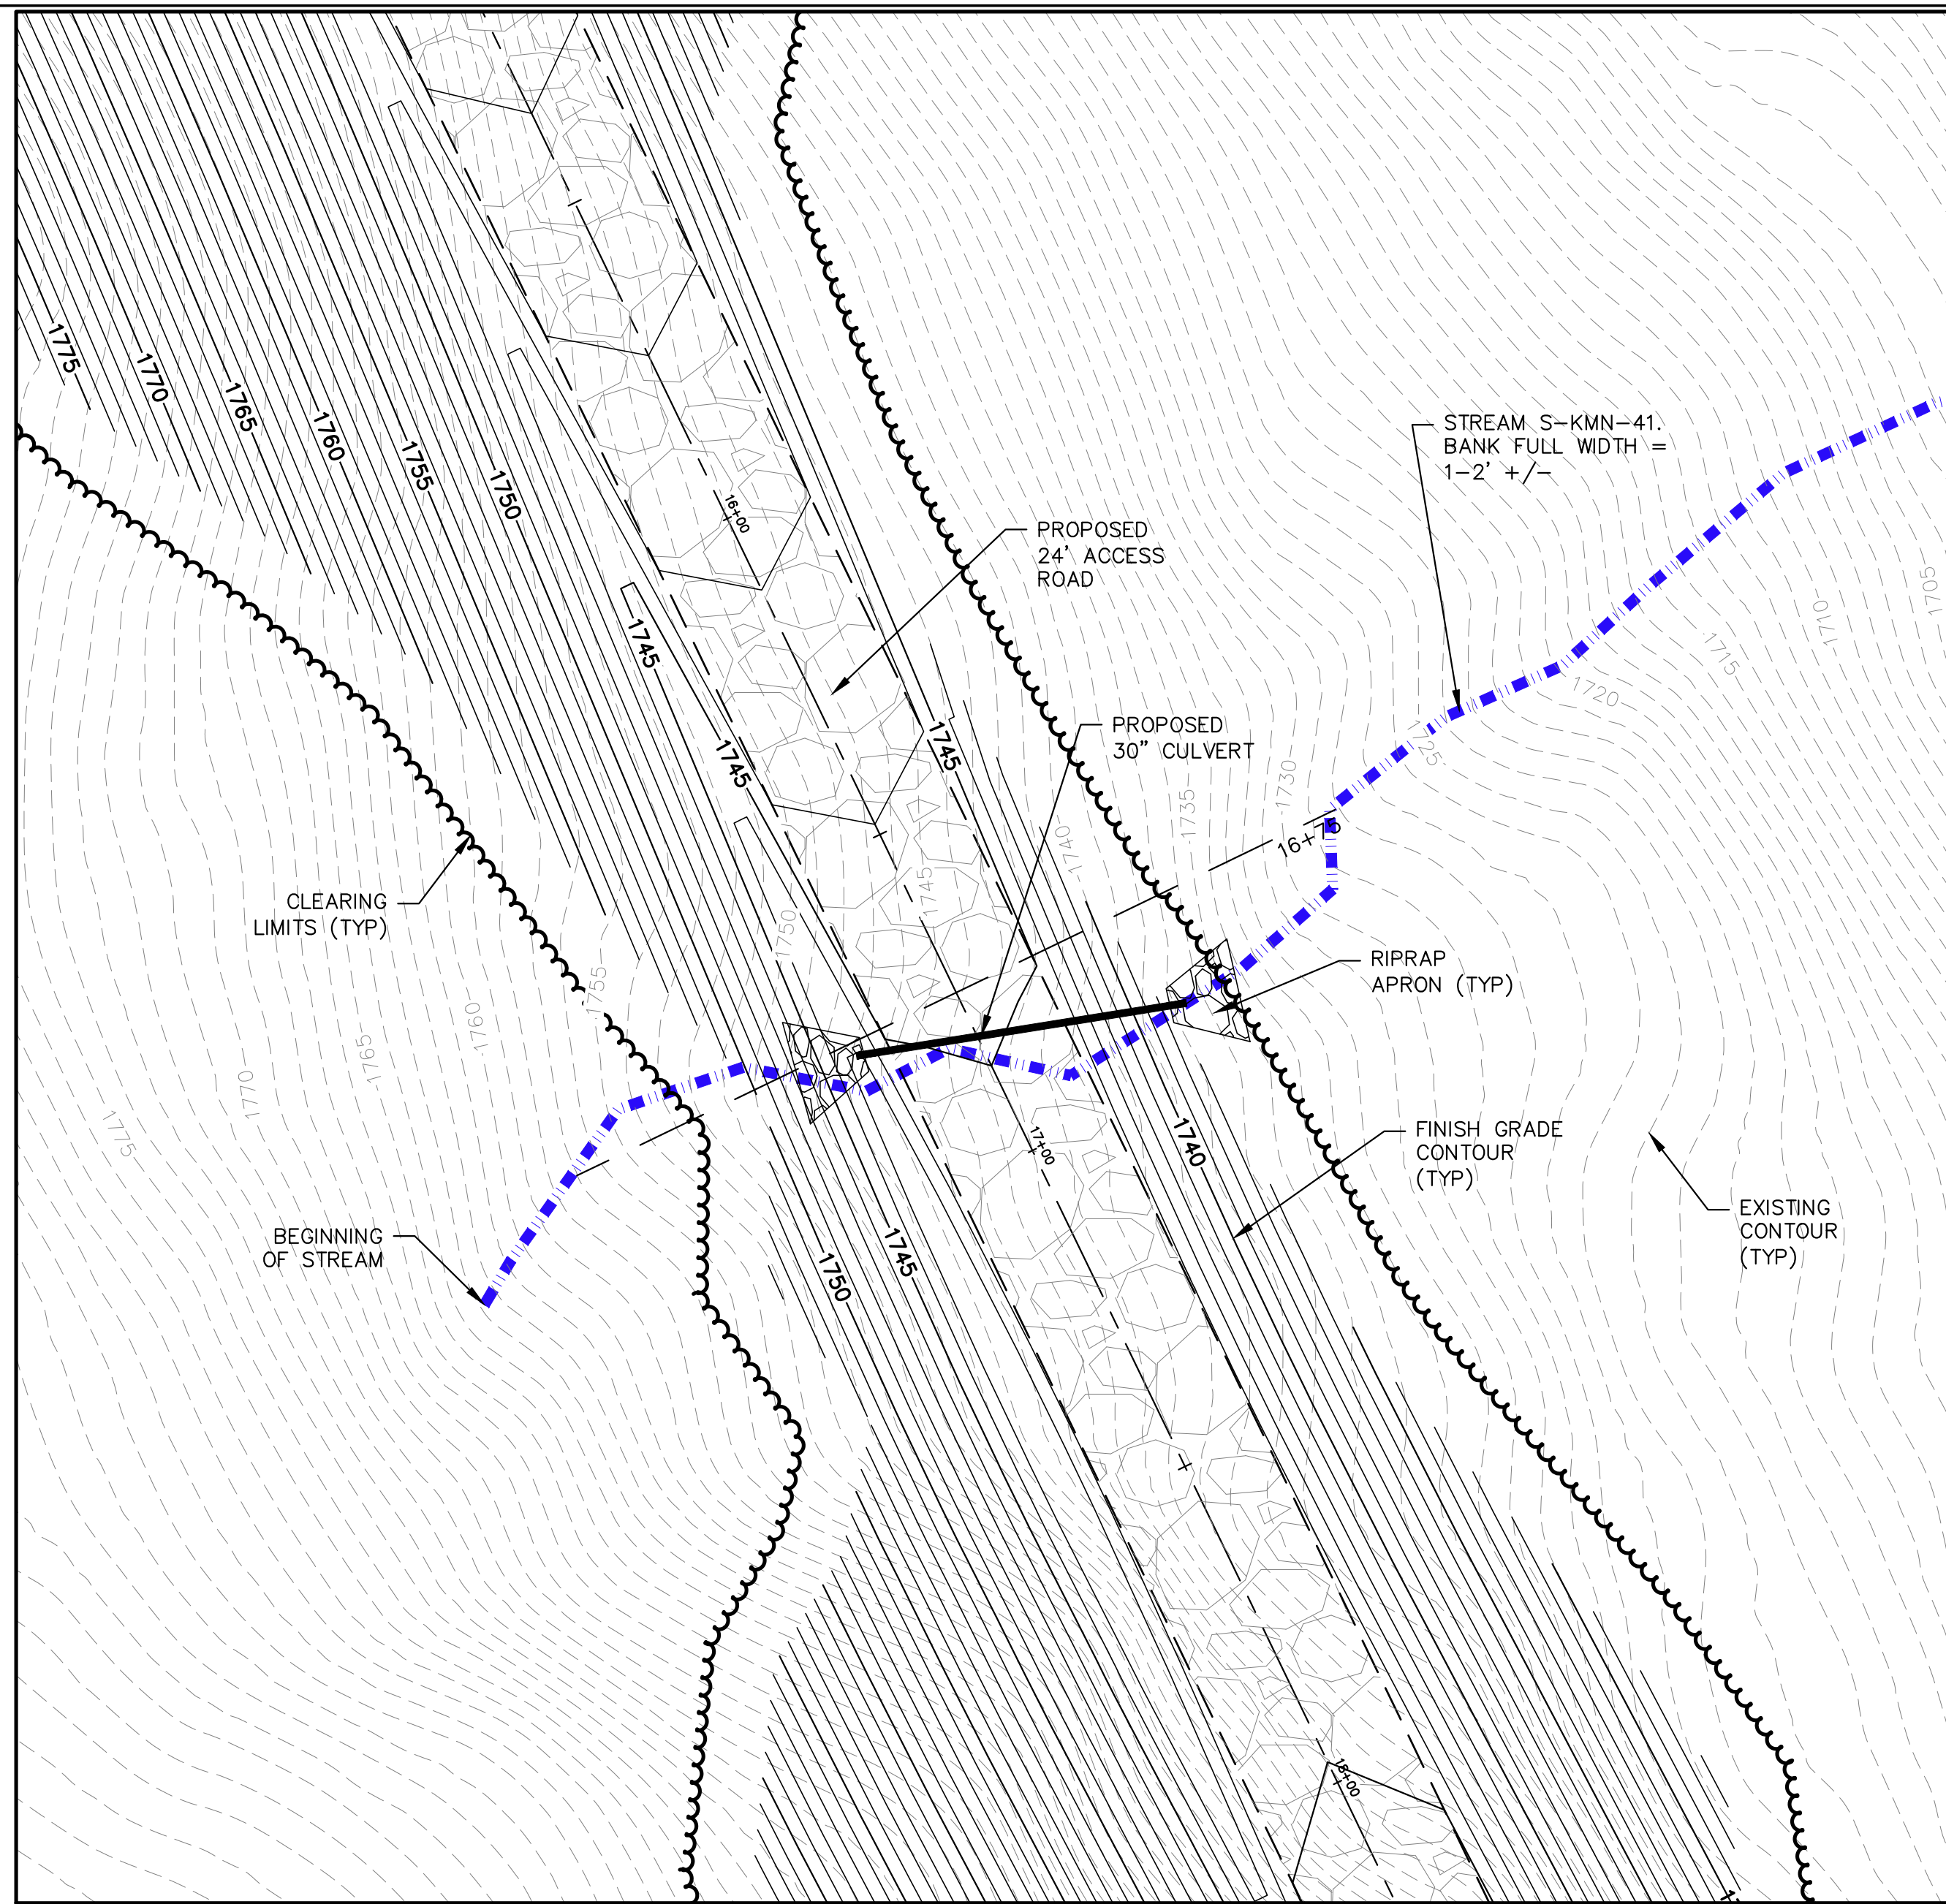 1775
1770
1765
1760
1755
1750
1745
1745
1745
16+00
PROPOSED
24' ACCESS
ROAD
STREAM S-KMN-41.
BANK FULL WIDTH =
1-2' +/-
1705
1710
1715
1720
1725
1730
1735
1740
1745
1750
1755
1760
1765
1770
1775
PROPOSED
30" CULVERT
16+75
CLEARING
LIMITS (TYP)
RIPRAP
APRON (TYP)
17+00
1740
FINISH GRADE
CONTOUR
(TYP)
EXISTING
CONTOUR
(TYP)
BEGINNING
OF STREAM
1750
1745
18+00